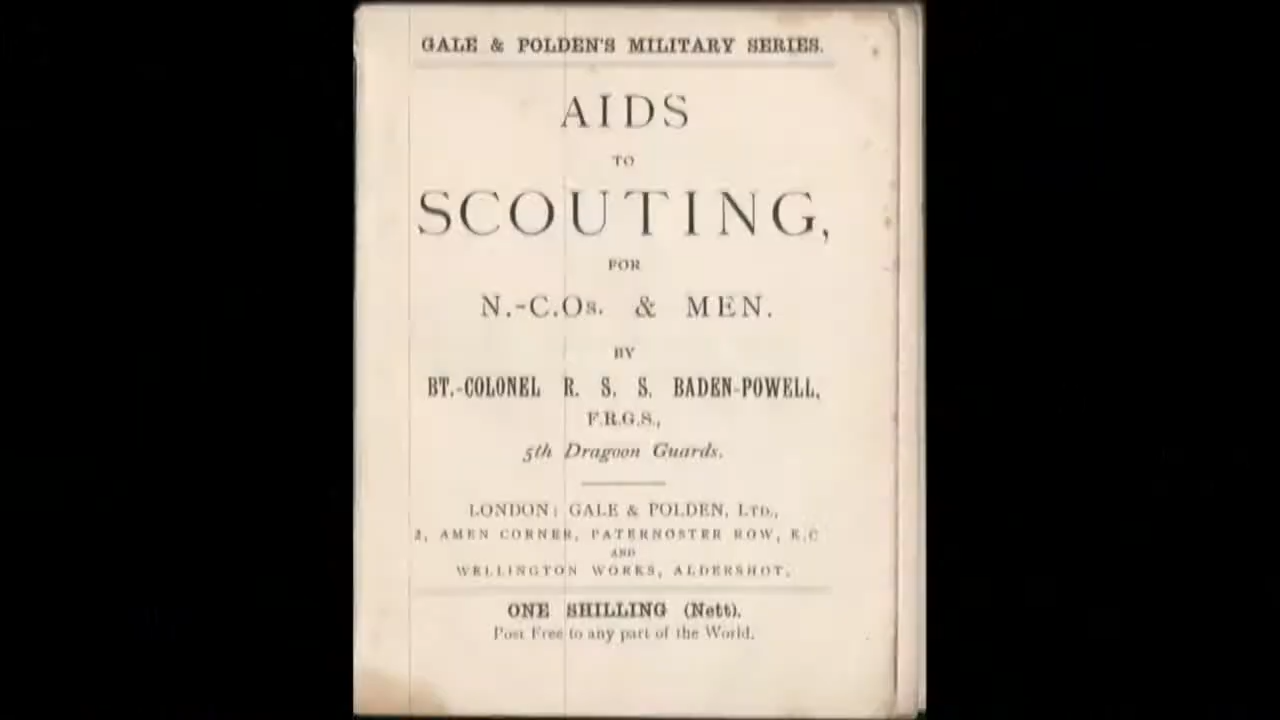 GALE & POLDEN'S MILITARY SERIES.
AIDS
TO
SCOUTING,
FOR
N.-C.Os. & MEN.
BY
BT.-COLONEL R. S. S. BADEN-POWELL,
F.R.G.S.,
5th Dragoon Guards.
LONDON: GALE & POLDEN, LTD.,
2, AMEN CORNER, PATERNOSTER ROW, E.C
AND
WELLINGTON WORKS, ALDERSHOT.
ONE SHILLING (Nett).
Post Free to any part of the World.